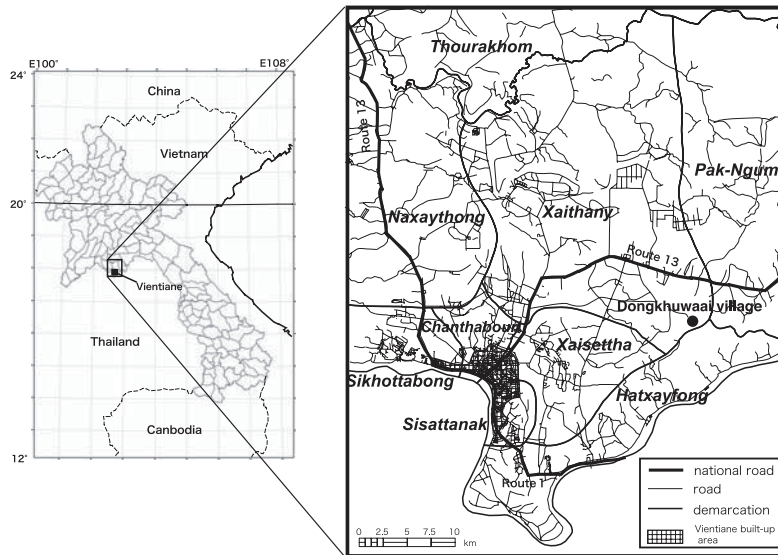 E100°
E108°
24°
China
Vietnam
20°
Vientiane
Thailand
Canbodia
12°
Thourakhom
Route 13
Pak-Ngum
Naxaythong
Xaithany
Route 13
Dongkhuwaai village
Chanthaboury
Xaisettha
Sikhottabong
Hatxayfong
Sisattanak
Route 1
national road
road
demarcation
Vientiane built-up
area
0 2.5 5 7.5 10
km